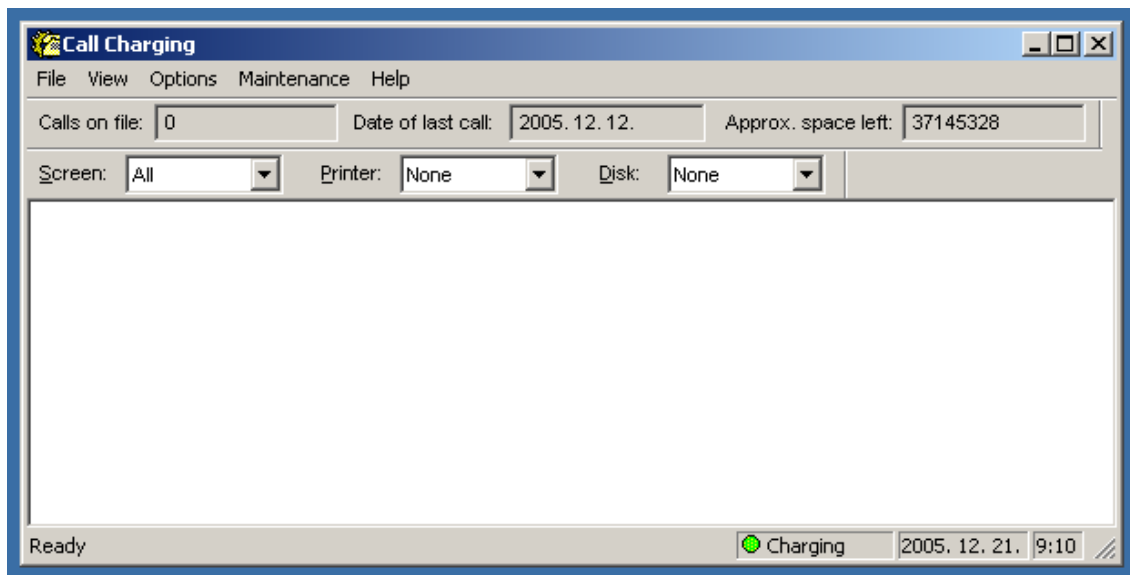 Call Charging
File View Options Maintenance Help
Calls on file: 0 Date of last call: 2005. 12. 12. Approx. space left: 37145328
Screen: All Printer: None Disk: None
Ready Charging 2005. 12. 21. 9:10